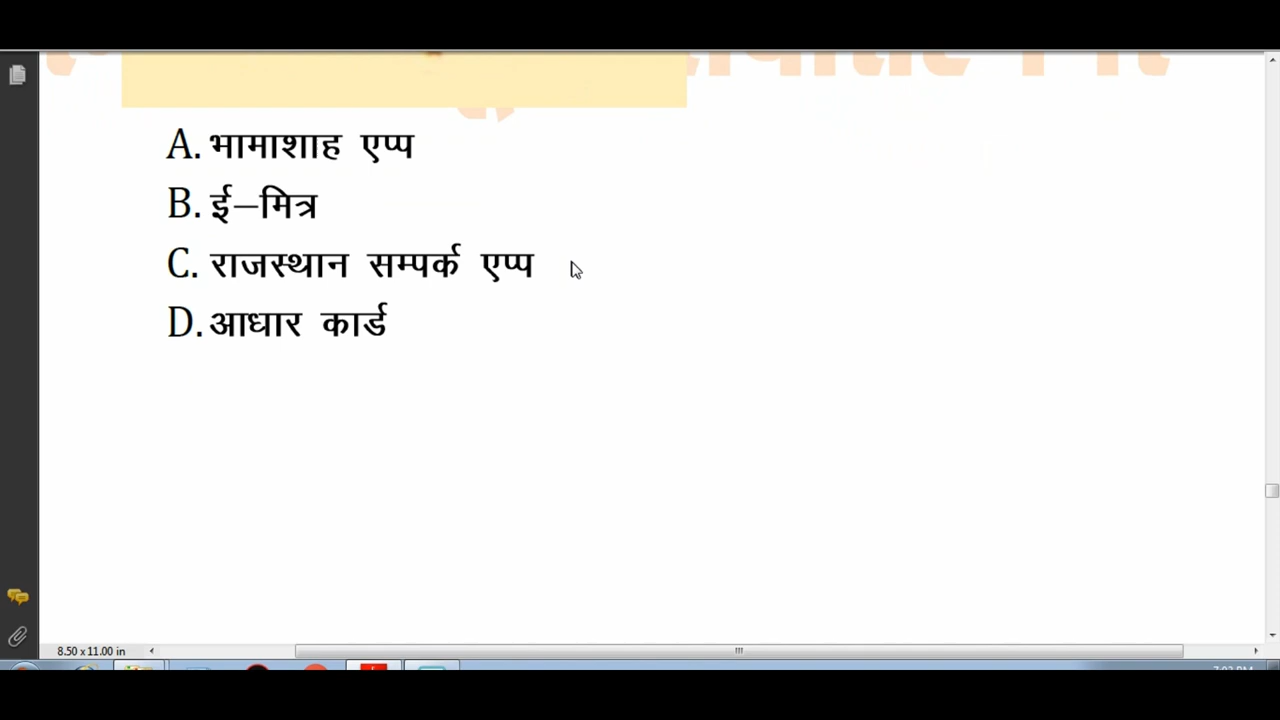 A. भामाशाह एप्प
B. ई–मित्र
C. राजस्थान सम्पर्क एप्प
D. आधार कार्ड
8.50 x 11.00 in